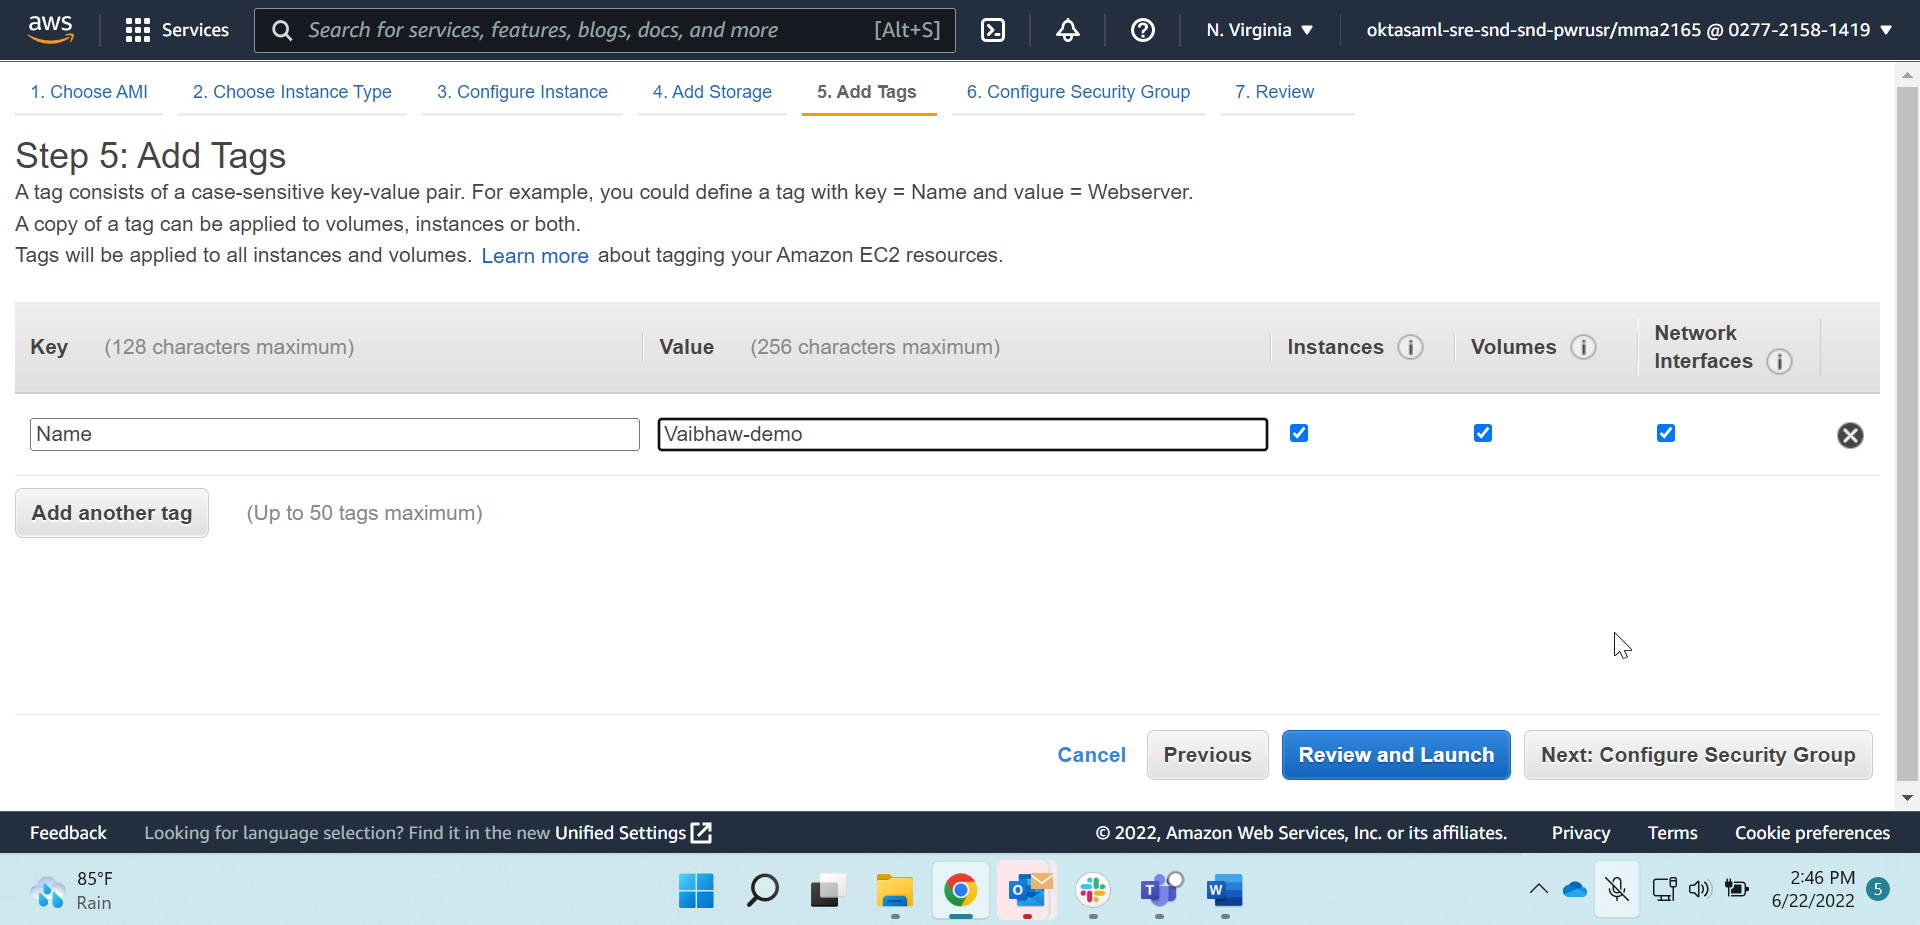 aws
Services
Search for services, features, blogs, docs, and more [Alt+S]
N. Virginia
oktasaml-sre-snd-snd-pwrusr/mma2165 @ 0277-2158-1419
1. Choose AMI 2. Choose Instance Type 3. Configure Instance 4. Add Storage 5. Add Tags 6. Configure Security Group 7. Review
Step 5: Add Tags
A tag consists of a case-sensitive key-value pair. For example, you could define a tag with key = Name and value = Webserver.
A copy of a tag can be applied to volumes, instances or both.
Tags will be applied to all instances and volumes. Learn more about tagging your Amazon EC2 resources.
Key (128 characters maximum) Value (256 characters maximum) Instances i Volumes i Network
Interfaces i
Name Vaibhaw-demo
Add another tag (Up to 50 tags maximum)
Cancel Previous Review and Launch Next: Configure Security Group
Feedback Looking for language selection? Find it in the new Unified Settings © 2022, Amazon Web Services, Inc. or its affiliates. Privacy Terms Cookie preferences
85°F
Rain
O
T
W
2:46 PM
6/22/2022
5